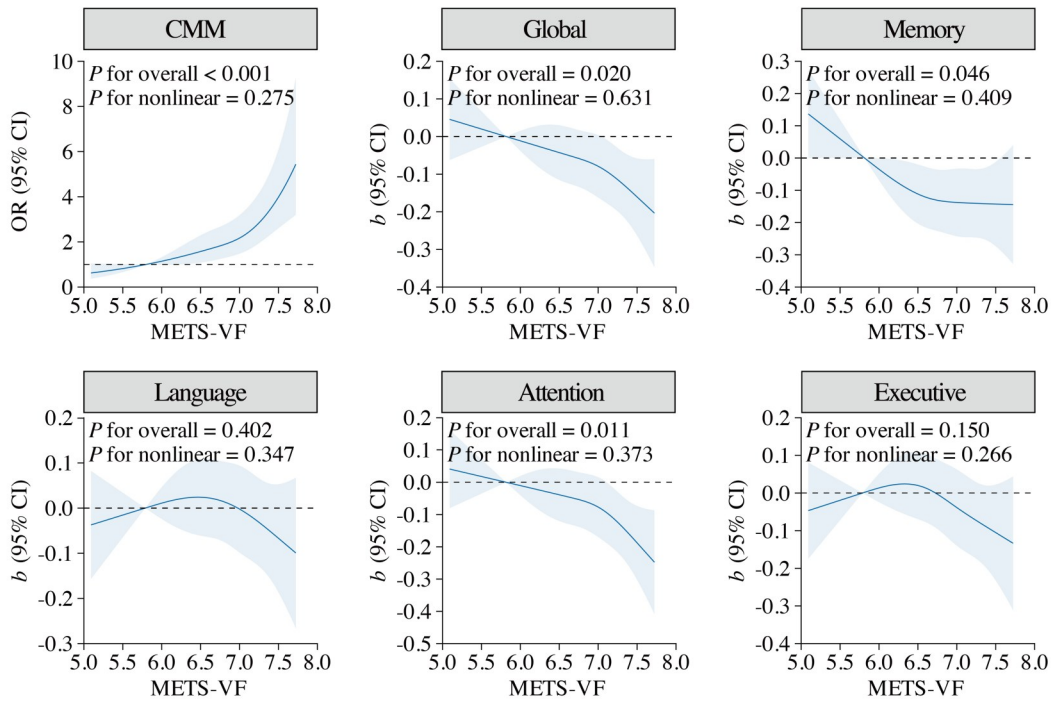 CMM
P for overall < 0.001
P for nonlinear = 0.275
OR (95% CI)
10
8
6
4
2
0
5.0 5.5 6.0 6.5 7.0 7.5 8.0
METS-VF
Global
P for overall = 0.020
P for nonlinear = 0.631
b (95% CI)
0.2
0.1
0.0
-0.1
-0.2
-0.3
-0.4
5.0 5.5 6.0 6.5 7.0 7.5 8.0
METS-VF
Memory
P for overall = 0.046
P for nonlinear = 0.409
b (95% CI)
0.3
0.2
0.1
0.0
-0.1
-0.2
-0.3
-0.4
5.0 5.5 6.0 6.5 7.0 7.5 8.0
METS-VF
Language
P for overall = 0.402
P for nonlinear = 0.347
b (95% CI)
0.2
0.1
0.0
-0.1
-0.2
-0.3
5.0 5.5 6.0 6.5 7.0 7.5 8.0
METS-VF
Attention
P for overall = 0.011
P for nonlinear = 0.373
b (95% CI)
0.2
0.1
0.0
-0.1
-0.2
-0.3
-0.4
-0.5
5.0 5.5 6.0 6.5 7.0 7.5 8.0
METS-VF
Executive
P for overall = 0.150
P for nonlinear = 0.266
b (95% CI)
0.2
0.1
0.0
-0.1
-0.2
-0.3
-0.4
5.0 5.5 6.0 6.5 7.0 7.5 8.0
METS-VF